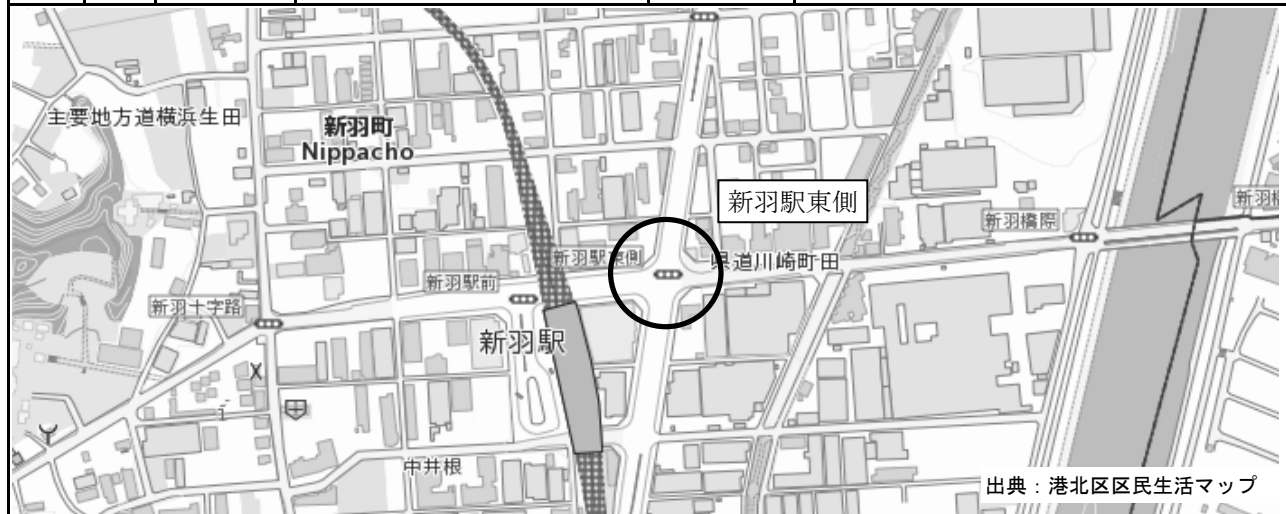 主要地方道横浜生田
新羽町
Nippacho
新羽駅東側
新羽橋際
新羽駅東側
県道川崎町田
新羽駅前
新羽十字路
新羽駅
中井根
出典：港北区区民生活マップ